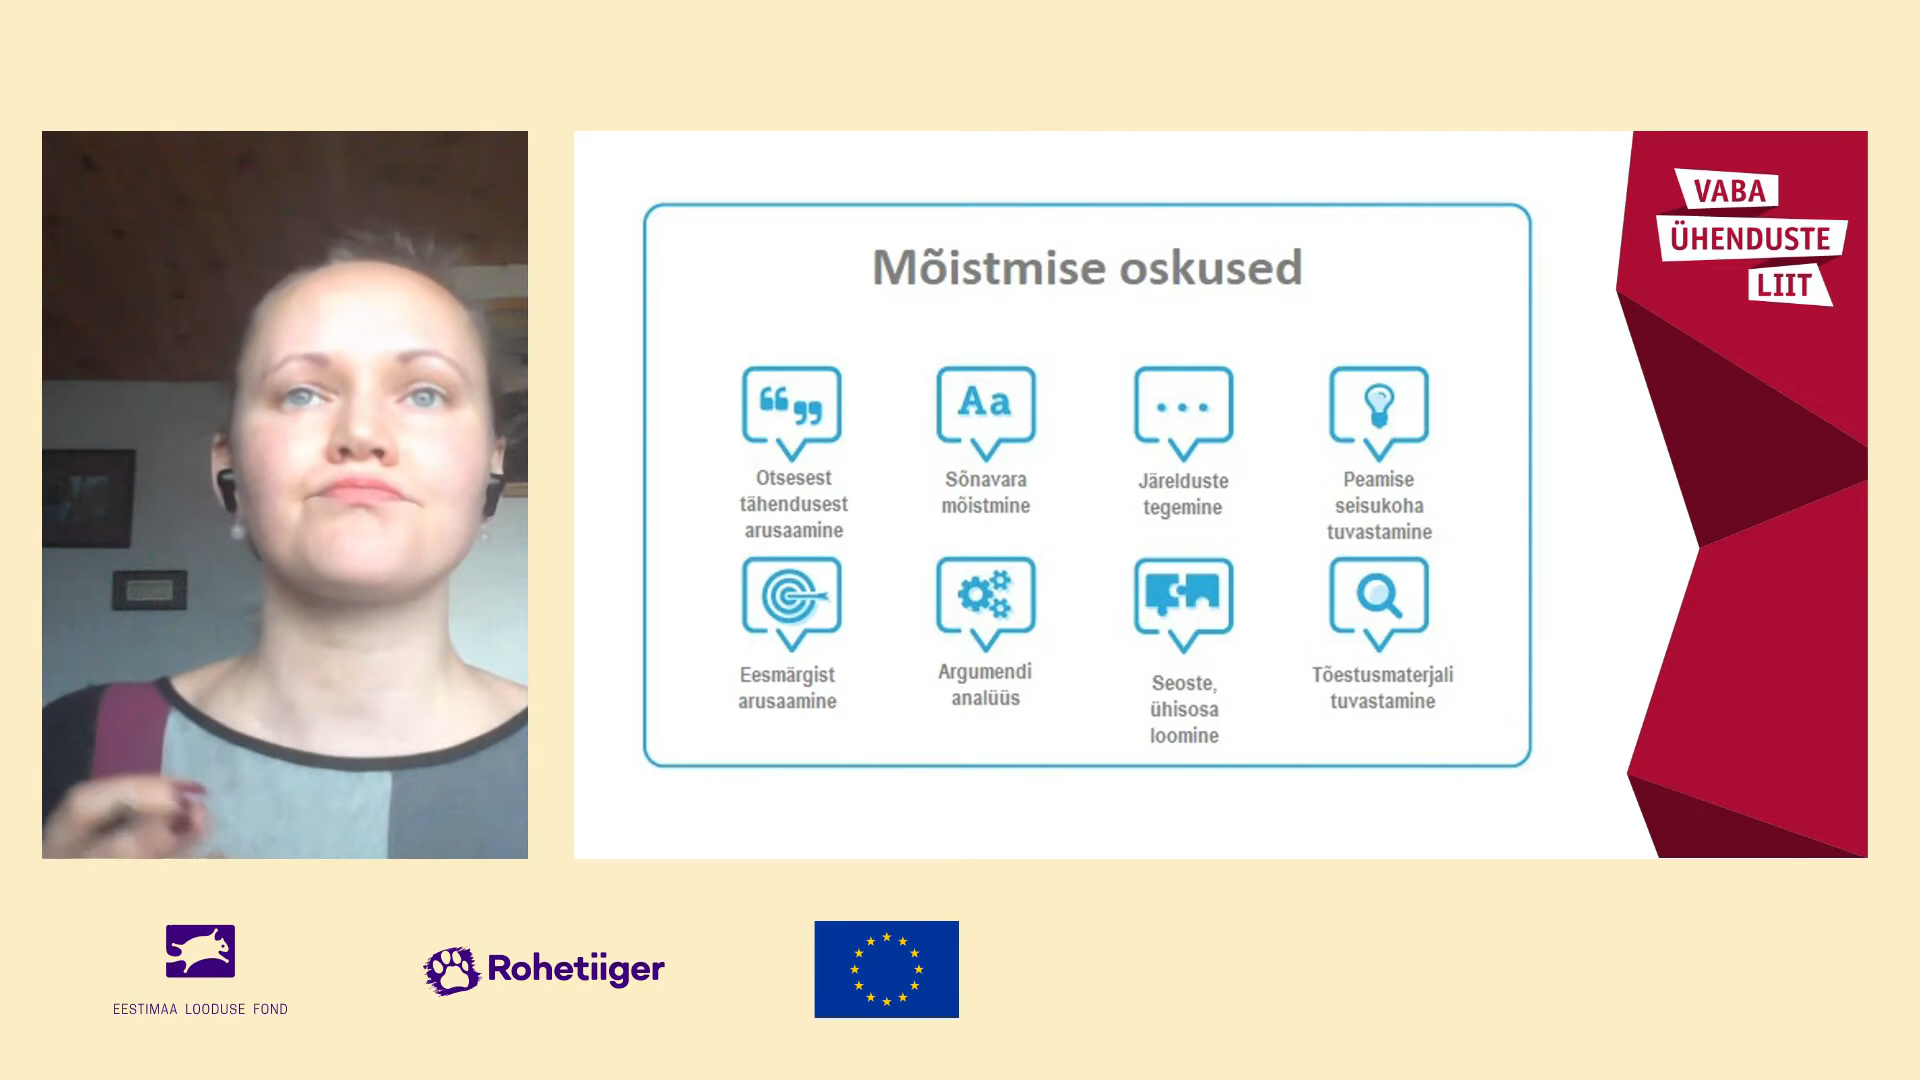 Mõistmise oskused
VABA
ÜHENDUSTE
LIIT
Aa
Otsesest
tähendusest
arusaamine
Sõnavara
mõistmine
Järelduste
tegemine
Peamise
seisukoha
tuvastamine
Eesmärgist
arusaamine
Argumendi
analüüs
Seoste,
ühisosa
loomine
Tõestusmaterjali
tuvastamine
EESTIMAA LOODUSE FOND
Rohetiiger